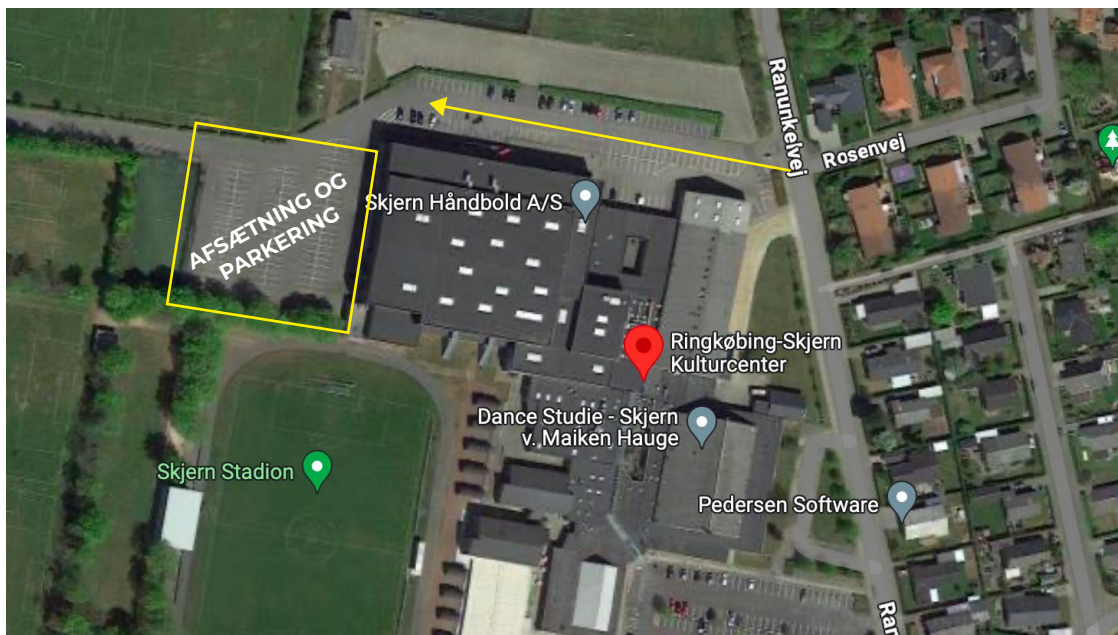 Ranunkelvej
Rosenvej
AFSÆTNING OG
PARKERING
Skjern Håndbold A/S
Ringkøbing-Skjern
Kulturcenter
Dance Studie - Skjern
v. Maiken Hauge
Skjern Stadion
Pedersen Software
Rar